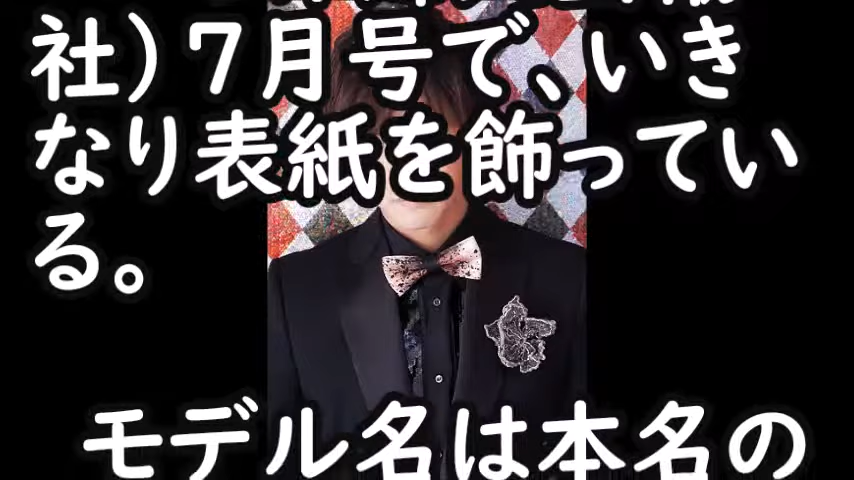 社）７月号で、いき
なり表紙を飾ってい
る。
モデル名は本名の